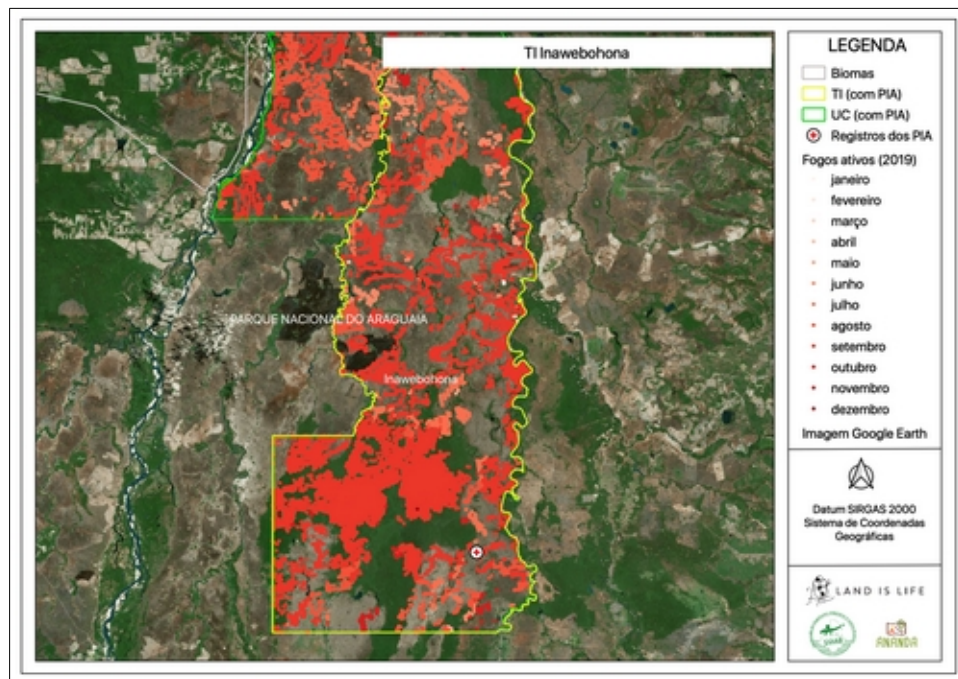 TI Inawebohona
PARQUE NACIONAL DO ARAGUAIA
Inawebohona
LEGENDA
Biomas
TI (com PIA)
UC (com PIA)
Registros dos PIA
Fogos ativos (2019)
janeiro
fevereiro
março
abril
maio
junho
julho
agosto
setembro
outubro
novembro
dezembro
Imagem Google Earth
Datum SIRGAS 2000
Sistema de Coordenadas
Geográficas
LAND IS LIFE
ANANDA